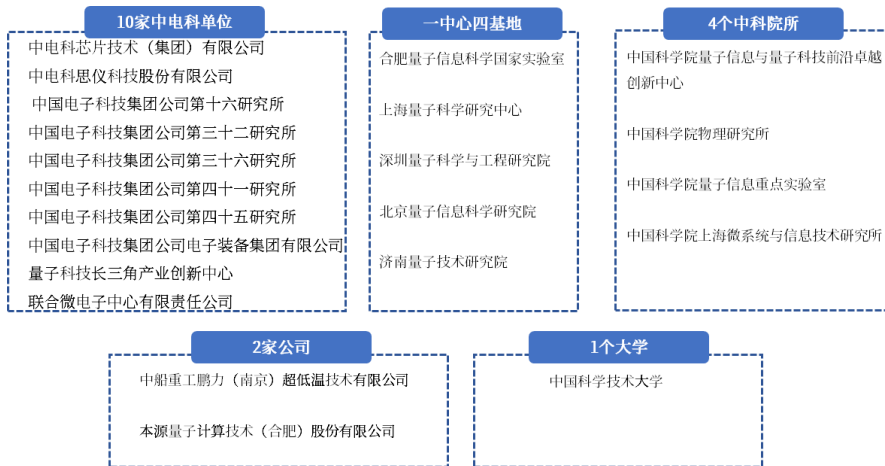 10家中电科单位
中电科芯片技术（集团）有限公司
中电科思仪科技股份有限公司
中国电子科技集团公司第十六研究所
中国电子科技集团公司第三十二研究所
中国电子科技集团公司第三十六研究所
中国电子科技集团公司第四十一研究所
中国电子科技集团公司第四十五研究所
中国电子科技集团公司电子装备集团有限公司
量子科技长三角产业创新中心
联合微电子中心有限责任公司
一中心四基地
合肥量子信息科学国家实验室
上海量子科学研究中心
深圳量子科学与工程研究院
北京量子信息科学研究院
济南量子技术研究院
4个中科院所
中国科学院量子信息与量子科技前沿卓越
创新中心
中国科学院物理研究所
中国科学院量子信息重点实验室
中国科学院上海微系统与信息技术研究所
2家公司
中船重工鹏力（南京）超低温技术有限公司
本源量子计算技术（合肥）股份有限公司
1个大学
中国科学技术大学